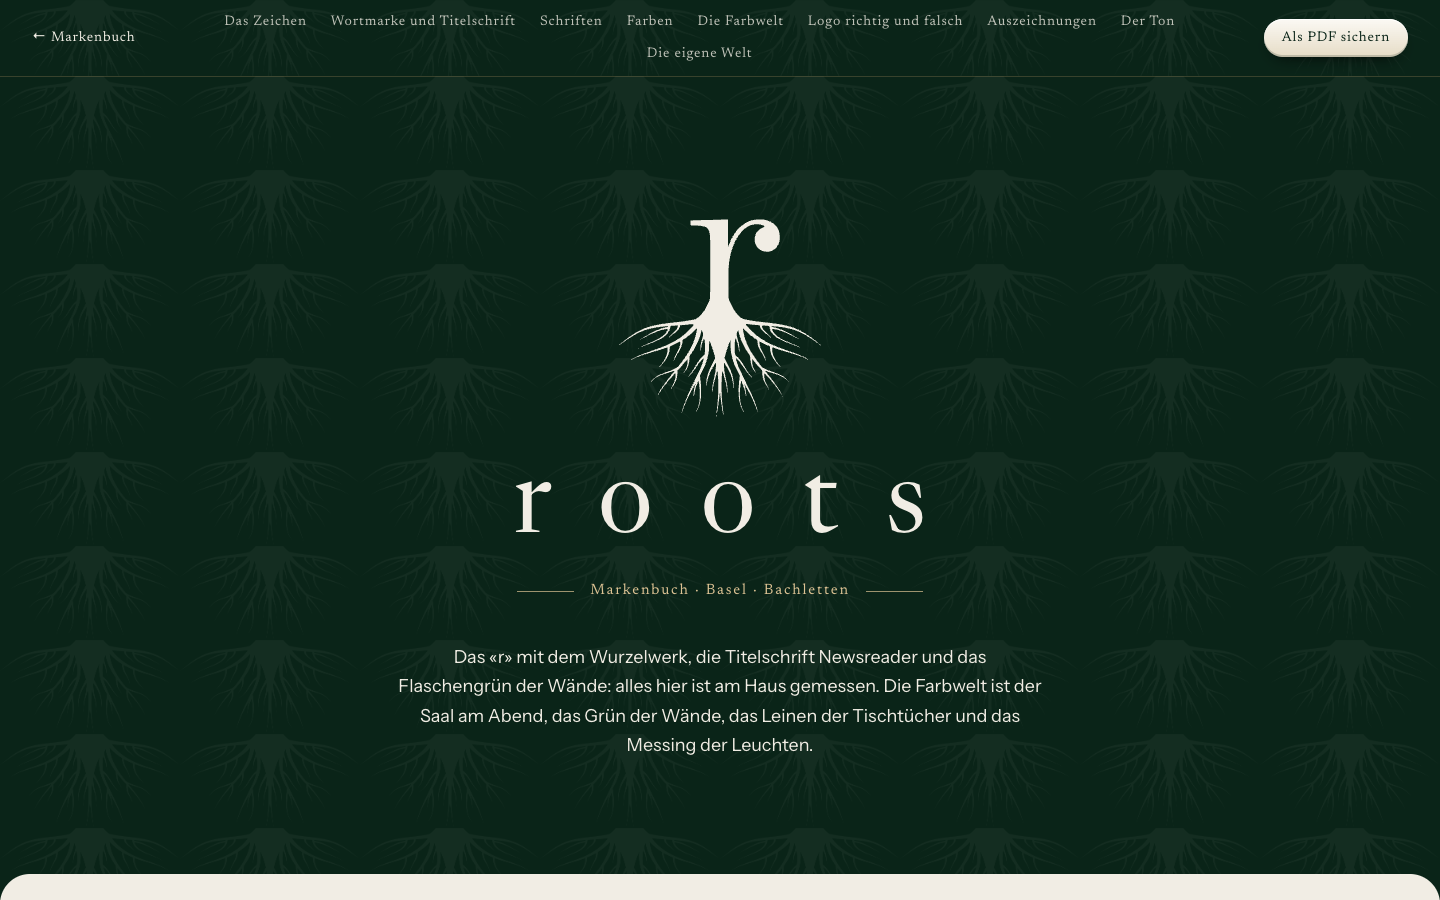 ← Markenbuch
Das Zeichen Wortmarke und Titelschrift Schriften Farben Die Farbwelt Logo richtig und falsch Auszeichnungen Der Ton
Die eigene Welt
Als PDF sichern
r
roots
Markenbuch · Basel · Bachletten
Das «r» mit dem Wurzelwerk, die Titelschrift Newsreader und das
Flaschengrün der Wände: alles hier ist am Haus gemessen. Die Farbwelt ist der
Saal am Abend, das Grün der Wände, das Leinen der Tischtücher und das
Messing der Leuchten.